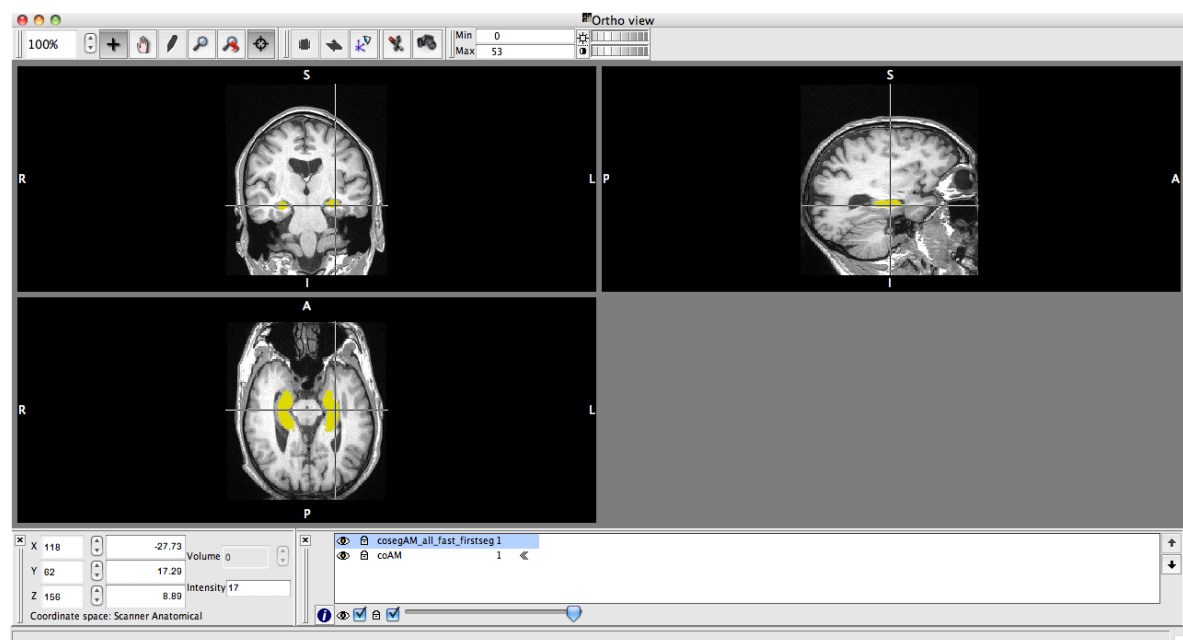 Ortho view
100%
Min 0
Max 53
S
R L
I
S
P A
I
A
R L
P
X 118 -27.73
Y 62 17.29
Z 156 8.89
Volume 0
Intensity 17
Coordinate space: Scanner Anatomical
cosegAM_all_fast_firstseg 1
coAM 1